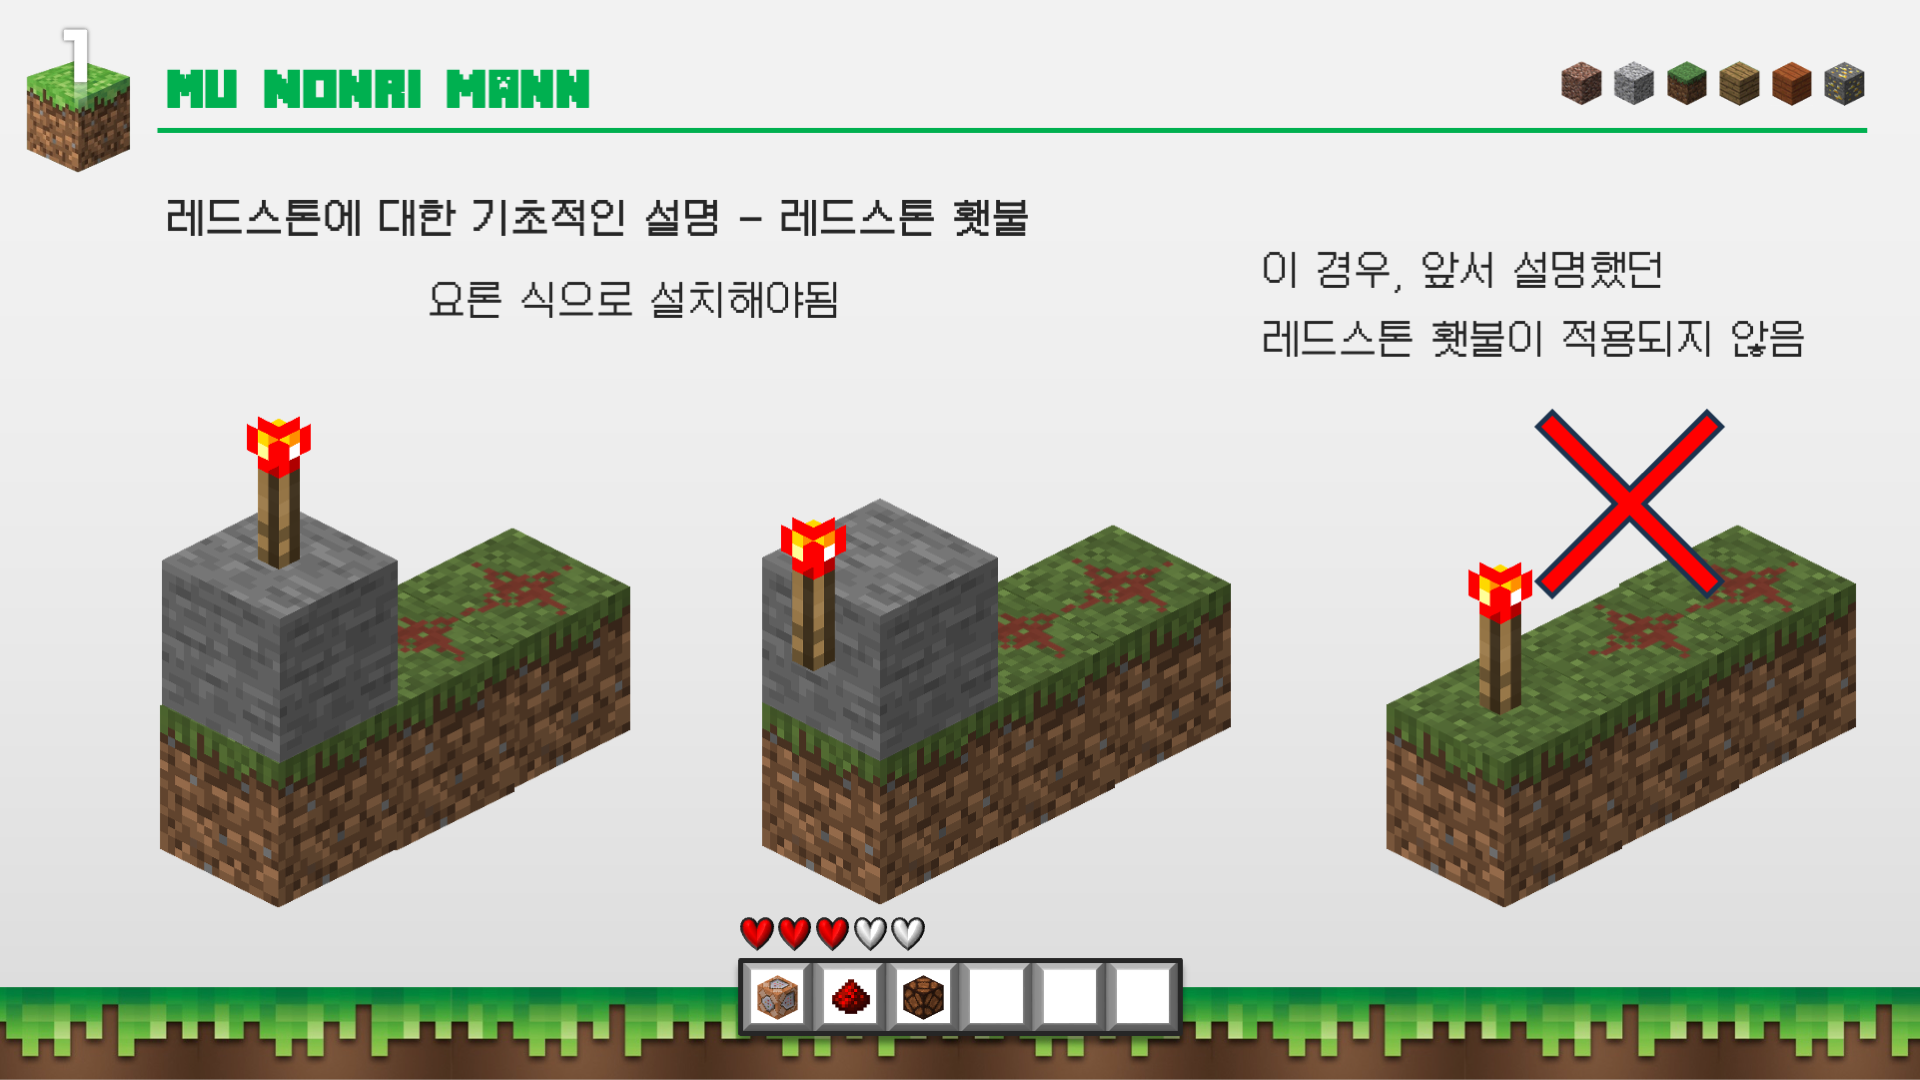 1
MU NONRI MANN
레드스톤에 대한 기초적인 설명 – 레드스톤 횃불
요론 식으로 설치해야됨
이 경우, 앞서 설명했던
레드스톤 횃불이 적용되지 않음